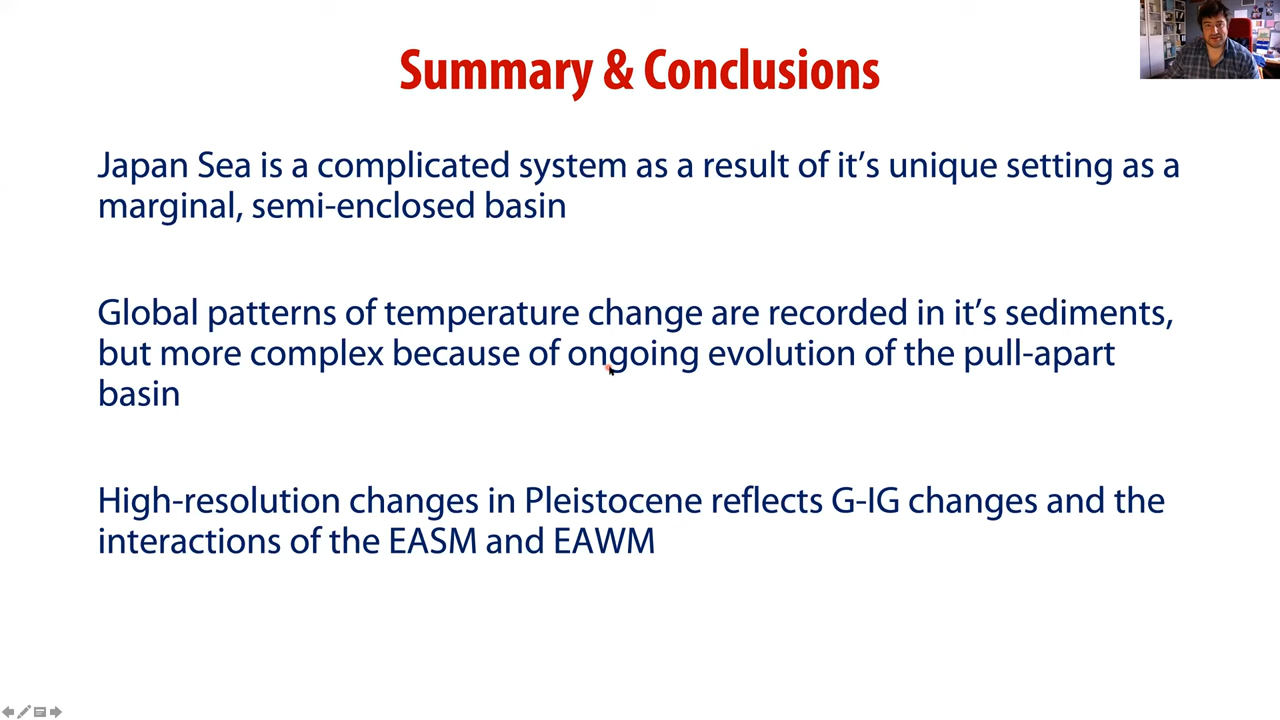 Summary & Conclusions
Japan Sea is a complicated system as a result of it’s unique setting as a
marginal, semi-enclosed basin
Global patterns of temperature change are recorded in it’s sediments,
but more complex because of ongoing evolution of the pull-apart
basin
High-resolution changes in Pleistocene reflects G-IG changes and the
interactions of the EASM and EAWM